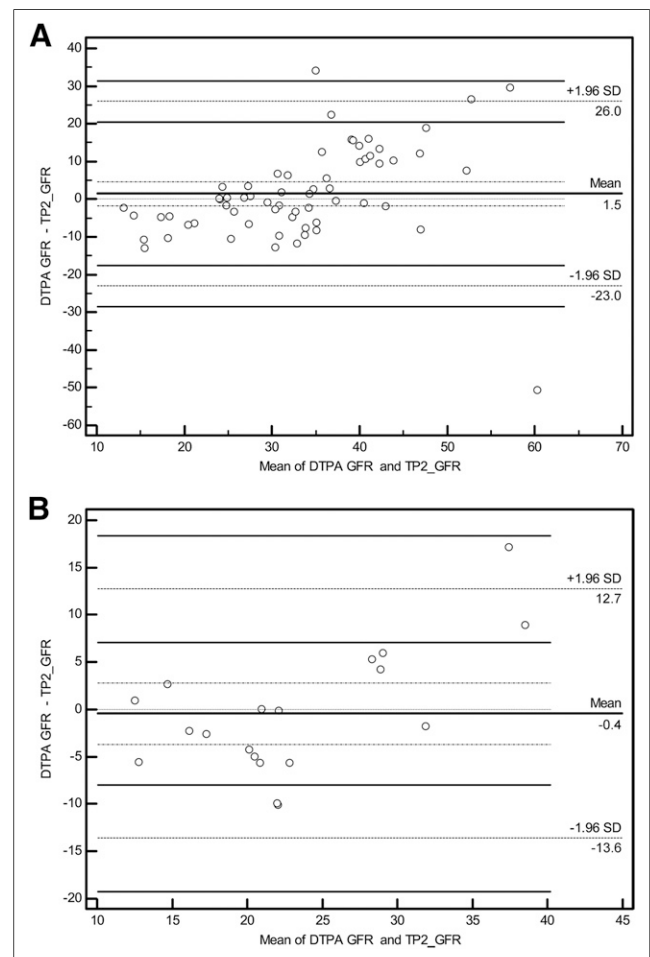 A
40
+1.96 SD
30
26.0
20
10
Mean
0
1.5
-10
-1.96 SD
-20
-23.0
-30
-40
-50
-60
10 20 30 40 50 60 70
DTPA GFR - TP2_GFR
Mean of DTPA GFR and TP2_GFR
B
20
15
+1.96 SD
12.7
10
5
Mean
0
-0.4
-5
-10
-1.96 SD
-13.6
-15
-20
10 15 20 25 30 35 40 45
DTPA GFR - TP2_GFR
Mean of DTPA GFR and TP2_GFR